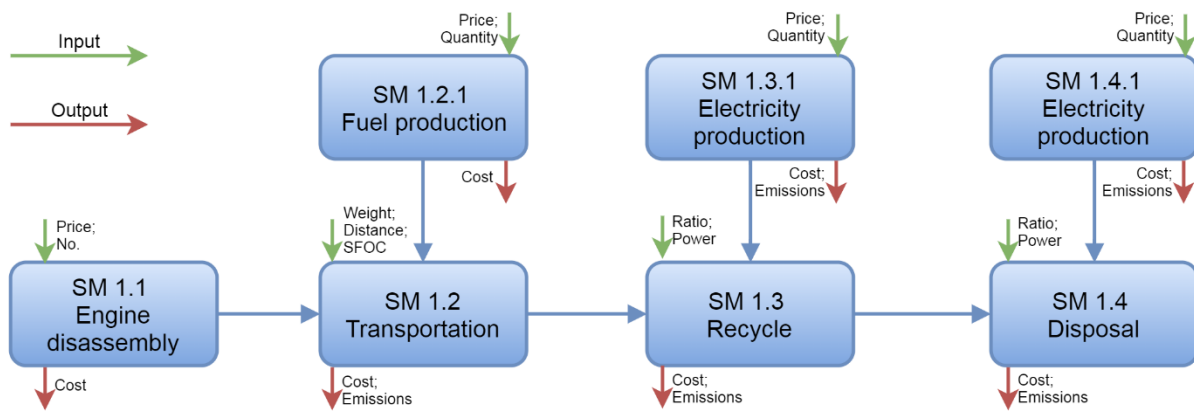 Input
Output
Price;
Quantity
SM 1.2.1
Fuel production
Cost
Price;
Quantity
SM 1.3.1
Electricity
production
Cost;
Emissions
Price;
Quantity
SM 1.4.1
Electricity
production
Cost;
Emissions
Price;
No.
SM 1.1
Engine
disassembly
Cost
Weight;
Distance;
SFOC
SM 1.2
Transportation
Cost;
Emissions
Ratio;
Power
SM 1.3
Recycle
Cost;
Emissions
Ratio;
Power
SM 1.4
Disposal
Cost;
Emissions